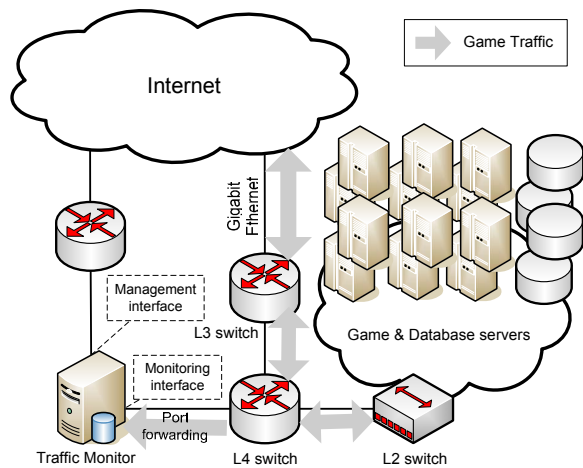 Game Traffic
Internet
Gigabit
Fthernet
Management
interface
L3 switch
Game & Database servers
Monitoring
interface
Port
forwarding
Traffic Monitor
L4 switch
L2 switch